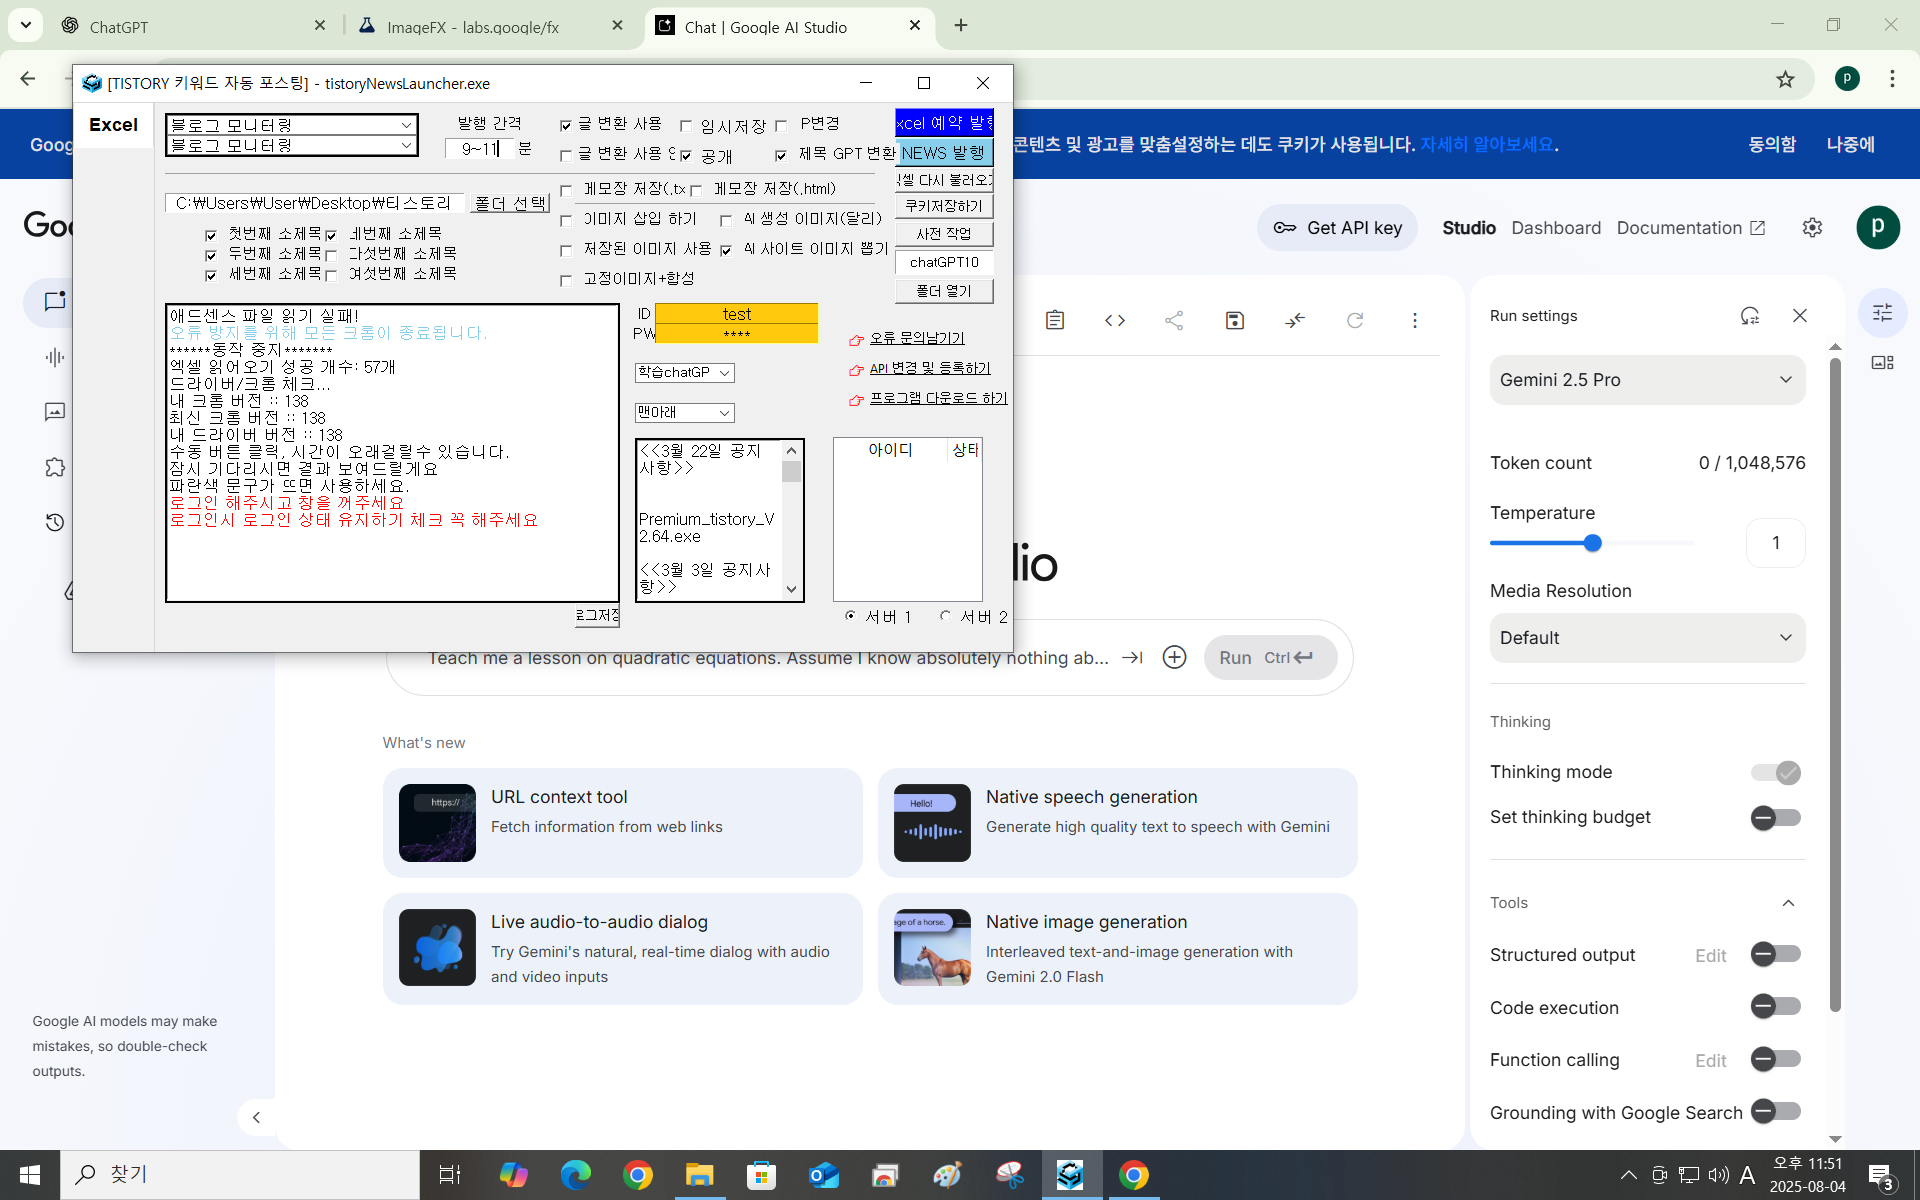 ChatGPT
ImageFX - labs.google/fx
Chat | Google AI Studio
p
[TISTORY 키워드 자동 포스팅] - tistoryNewsLauncher.exe
Excel
블로그 모니터링
블로그 모니터링
발행 간격
9~11 분
글 변환 사용
임시저장
P변경
글 변환 사용
공개
제목 GPT 변환
예약 발
NEWS 발행
다시 불러오
쿠키저장하기
사전 작업
chatGPT10
폴더 열기
C:₩Users₩User₩Desktop₩티스토리
폴더 선택
메모장 저장(.tx
메모장 저장(.html)
이미지 삽입 하기
AI 생성 이미지(달리)
저장된 이미지 사용
AI 사이트 이미지 뽑기
고정이미지+합성
첫번째 소제목
네번째 소제목
두번째 소제목
다섯번째 소제목
세번째 소제목
여섯번째 소제목
애드센스 파일 읽기 실패!
오류 방지를 위해 모든 크롬이 종료됩니다.
******동작 중지*******
엑셀 읽어오기 성공 개수: 57개
드라이버/크롬 체크...
내 크롬 버전 :: 138
최신 크롬 버전 :: 138
내 드라이버 버전 :: 138
수동 버튼 클릭, 시간이 오래걸릴수 있습니다.
잠시 기다리시면 결과 보여드릴게요
파란색 문구가 뜨면 사용하세요.
로그인 해주시고 창을 꺼주세요
로그인시 로그인 상태 유지하기 체크 꼭 해주세요
로그저장
ID test
PW ****
학습chatGP
맨아래
오류 문의남기기
API 변경 및 등록하기
프로그램 다운로드 하기
<<3월 22일 공지
사항>>
Premium_tistory_V
2.64.exe
<<3월 3일 공지사
항>>
아이디
상태
서버 1
서버 2
Goog
콘텐츠 및 광고를 맞춤설정하는 데도 쿠키가 사용됩니다. 자세히 알아보세요.
동의함
나중에
Goo
Get API key
Studio
Dashboard
Documentation
p
dio
Teach me a lesson on quadratic equations. Assume I know absolutely nothing ab...
Run Ctrl
What's new
URL context tool
Fetch information from web links
https://
Native speech generation
Generate high quality text to speech with Gemini
Hello!
Live audio-to-audio dialog
Try Gemini's natural, real-time dialog with audio
and video inputs
Native image generation
Interleaved text-and-image generation with
Gemini 2.0 Flash
age of a horse.
Google AI models may make
mistakes, so double-check
outputs.
Run settings
Gemini 2.5 Pro
Token count
0 / 1,048,576
Temperature
1
Media Resolution
Default
Thinking
Thinking mode
Set thinking budget
Tools
Structured output
Edit
Code execution
Function calling
Edit
Grounding with Google Search
찾기
A
오후 11:51
2025-08-04
3